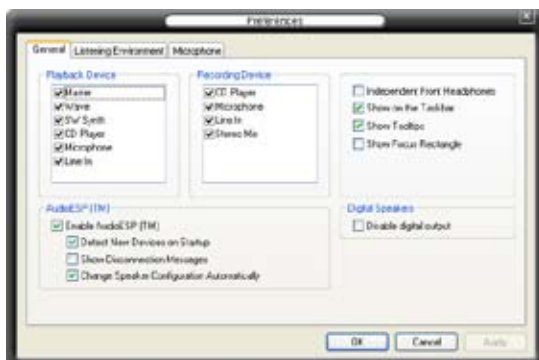 Preferences
General
Listening Environment
Microphone
Playback Device
Master
Wave
SW Synth
CD Player
Microphone
Line In
Recording Device
CD Player
Microphone
Line In
Stereo Mix
Independent Front Headphones
Show on the Taskbar
Show Tooltips
Show Focus Rectangle
AudioESP (TM)
Enable AudioESP (TM)
Detect New Devices on Startup
Show Disconnection Messages
Change Speaker Configuration Automatically
Digital Speakers
Disable digital output
OK
Cancel
Apply